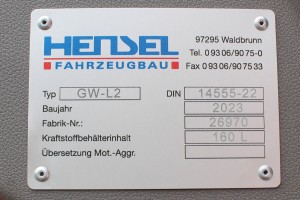 HENSEL
FAHRZEUGBAU
97295 Waldbrunn
Tel. 0 93 06/90 75-0
Fax 0 93 06/90 75 33
Typ GW-L2 DIN 14555-22
Baujahr 2023
Fabrik-Nr.: 26970
Kraftstoffbehälterinhalt 160 L
Übersetzung Mot.-Aggr.